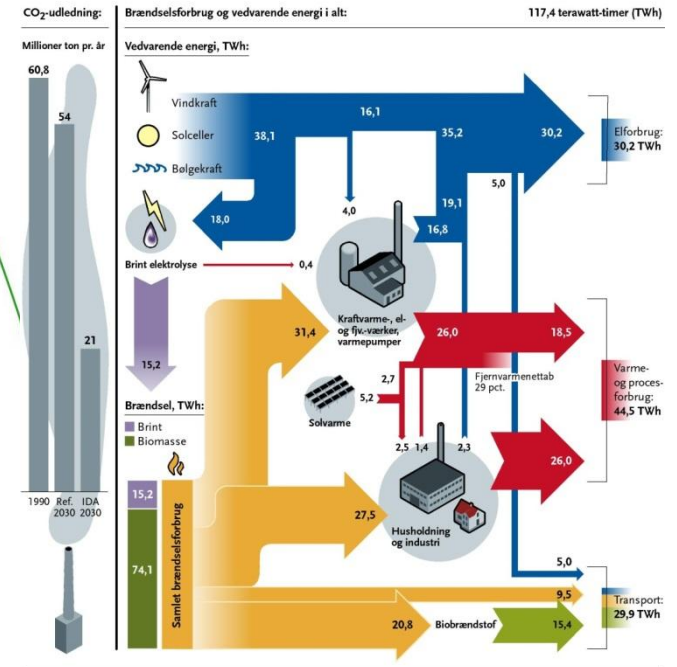 CO₂-udledning:
Millioner ton pr. år
60,8
54
21
1990
Ref.
2030
IDA
2030
Brændselsforbrug og vedvarende energi i alt:
117,4 terawatt-timer (TWh)
Vedvarende energi, TWh:
Vindkraft
Solceller
Bølgekraft
38,1
16,1
35,2
30,2
Elforbrug:
30,2 TWh
5,0
4,0
19,1
16,8
18,0
Brint elektrolyse
0,4
15,2
31,4
Kraftvarme-, el-
og fjv.-værker,
varmepumper
26,0
18,5
Fjernvarmenettab
29 pct.
Varme-
og proces-
forbrug:
44,5 TWh
2,7
5,2
Solvarme
2,5
1,4
2,3
Brændsel, TWh:
Brint
Biomasse
15,2
74,1
Samlet brændselsforbrug
27,5
Husholdning
og industri
26,0
5,0
9,5
20,8
Biobrændstof
15,4
Transport:
29,9 TWh